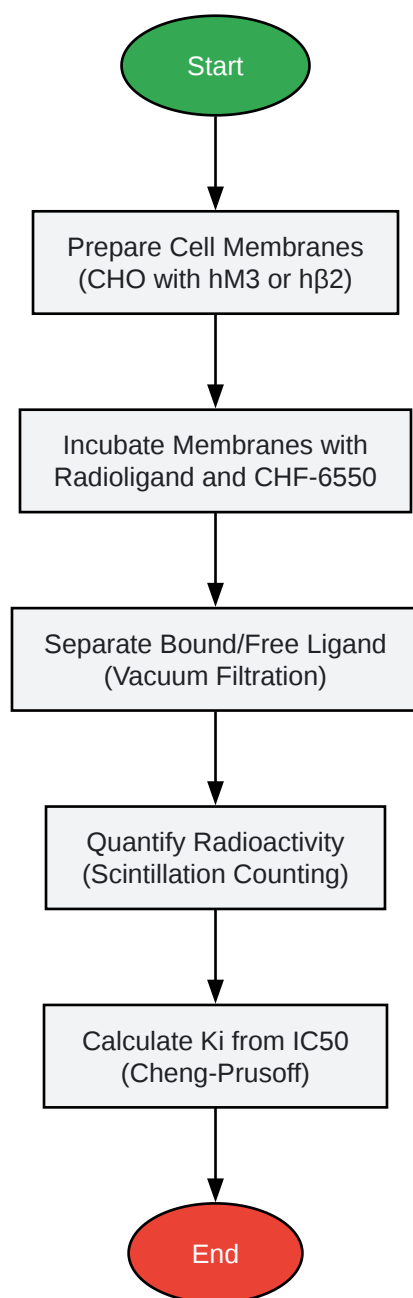 Start
Prepare Cell Membranes
(CHO with hM3 or hβ2)
Incubate Membranes with
Radioligand and CHF-6550
Separate Bound/Free Ligand
(Vacuum Filtration)
Quantify Radioactivity
(Scintillation Counting)
Calculate Ki from IC50
(Cheng-Prusoff)
End